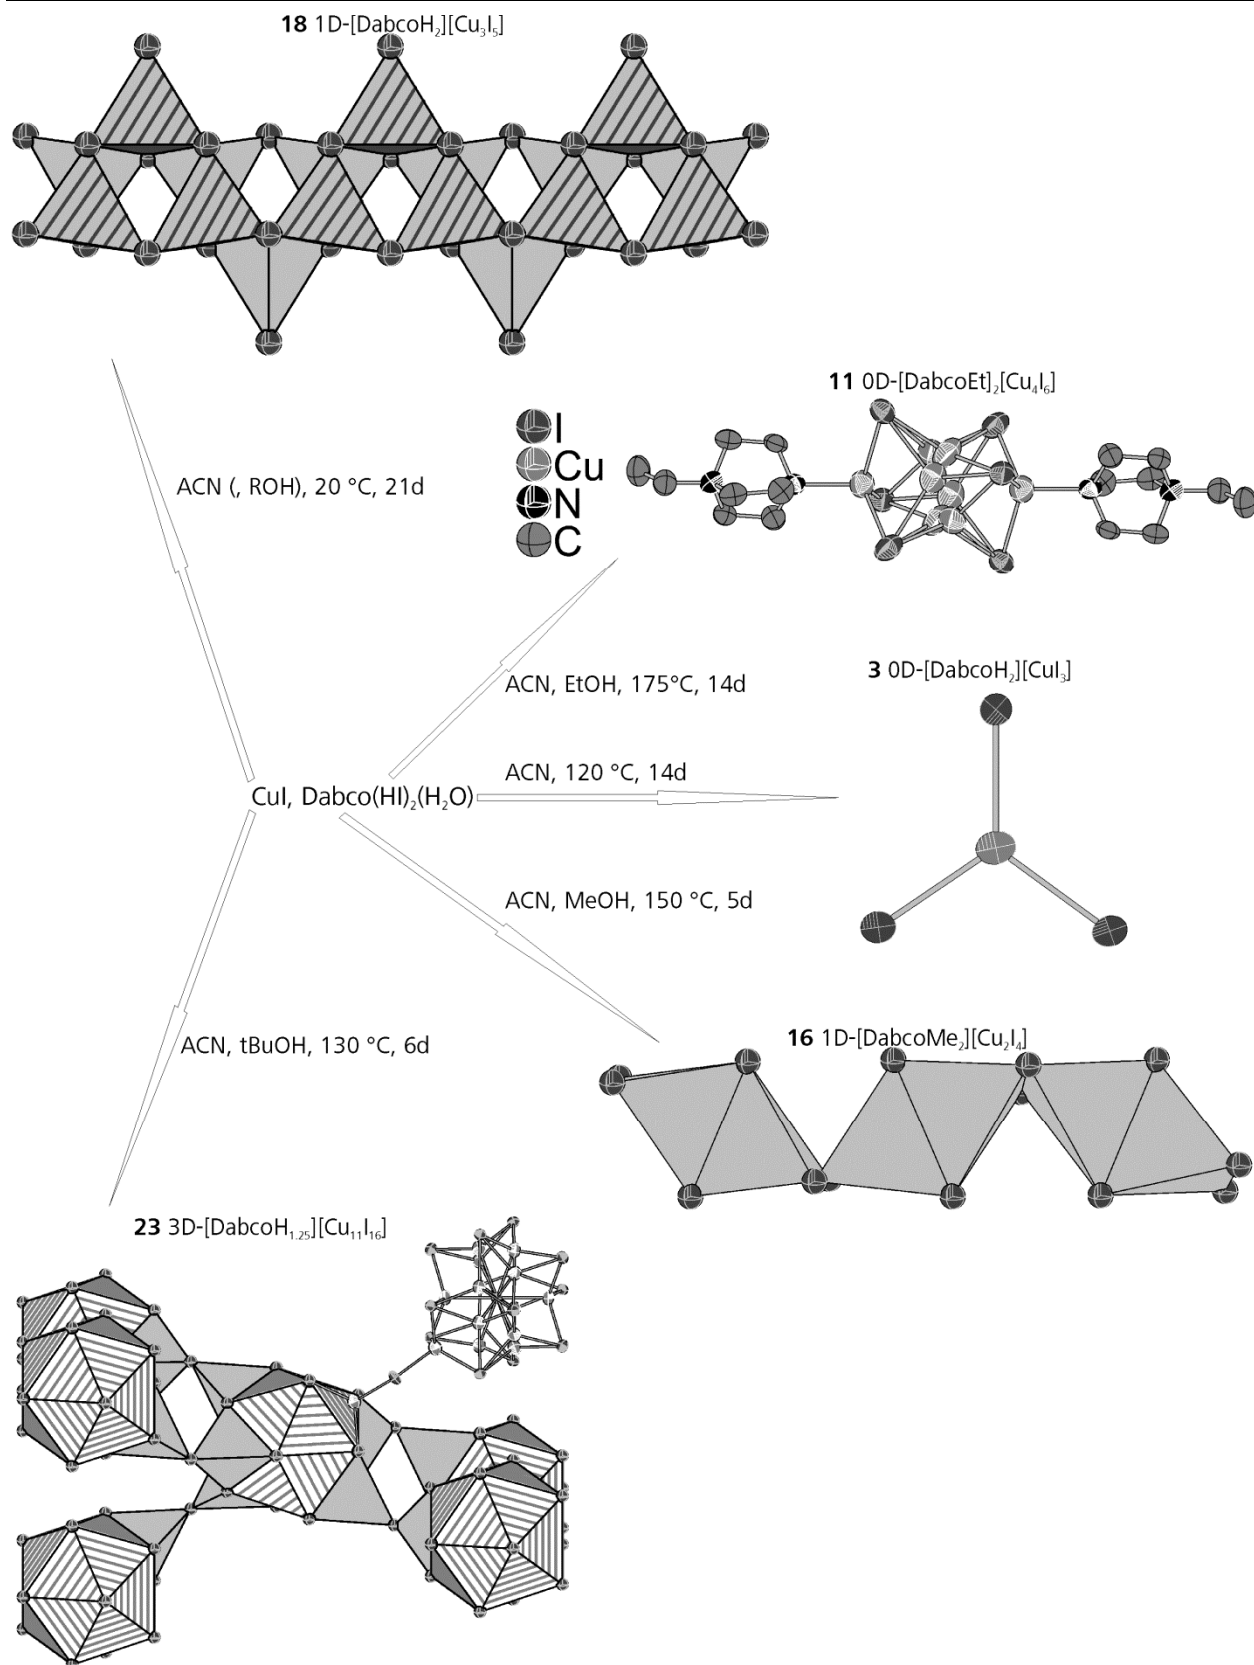 18 1D-[DabcoH₂][Cu₃I₅]
11 0D-[DabcoEt]₂[Cu₄I₆]
I
Cu
N
C
ACN (, ROH), 20 °C, 21d
ACN, EtOH, 175°C, 14d
3 0D-[DabcoH₂][CuI₃]
ACN, 120 °C, 14d
CuI, Dabco(HI)₂(H₂O)
ACN, MeOH, 150 °C, 5d
ACN, tBuOH, 130 °C, 6d
16 1D-[DabcoMe₂][Cu₂I₄]
23 3D-[DabcoH₁.₂₅][Cu₁₁I₁₆]